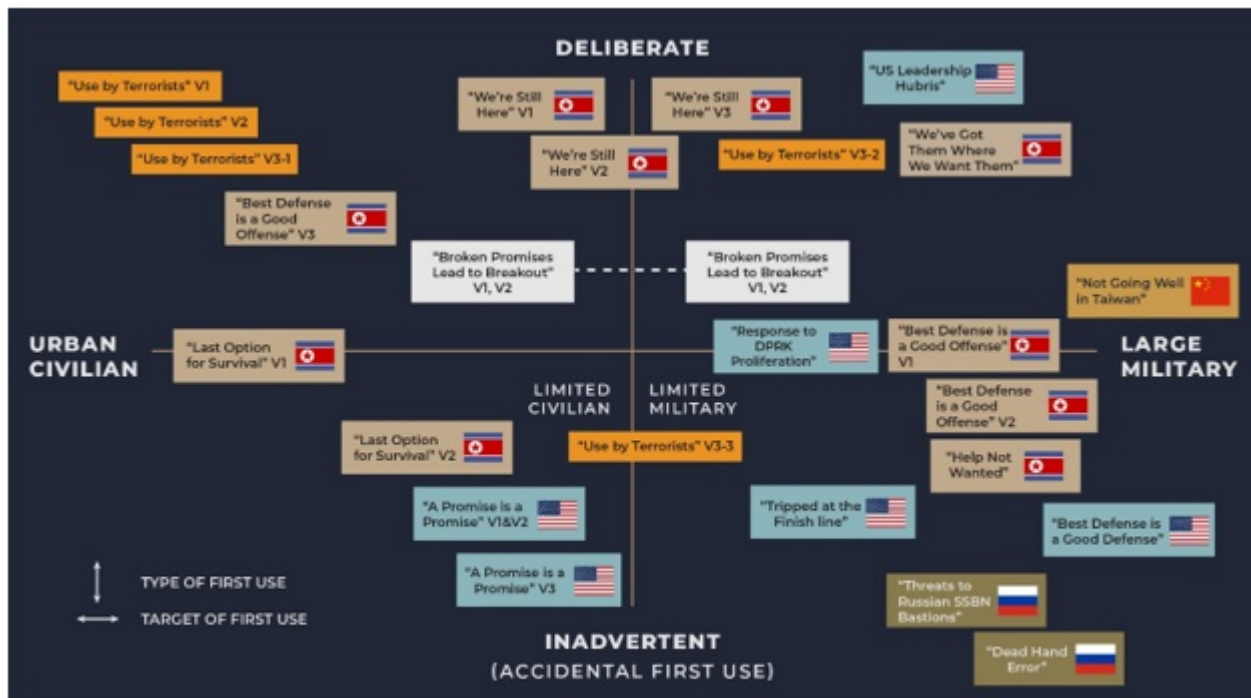 DELIBERATE
“Use by Terrorists” V1
“Use by Terrorists” V2
“Use by Terrorists” V3-1
“We’re Still
Here” V1
“We’re Still
Here” V2
“We’re Still
Here” V3
“Use by Terrorists” V3-2
“US Leadership
Hubris”
“We’ve Got
Them Where
We Want Them”
“Best Defense
is a Good
Offense” V3
“Broken Promises
Lead to Breakout”
V1, V2
“Broken Promises
Lead to Breakout”
V1, V2
“Not Going Well
in Taiwan”
URBAN
CIVILIAN
“Last Option
for Survival” V1
“Response to
DPRK
Proliferation”
“Best Defense is
a Good Offense”
V1
LARGE
MILITARY
LIMITED
CIVILIAN
LIMITED
MILITARY
“Best Defense
is a Good
Offense” V2
“Last Option
for Survival” V2
“Use by Terrorists” V3-3
“Help Not
Wanted”
“A Promise is a
Promise” V1&V2
“Tripped at the
Finish line”
“Best Defense is
a Good Defense”
“A Promise is a
Promise” V3
“Threats to
Russian SSBN
Bastions”
“Dead Hand
Error”
TYPE OF FIRST USE
TARGET OF FIRST USE
INADVERTENT
(ACCIDENTAL FIRST USE)